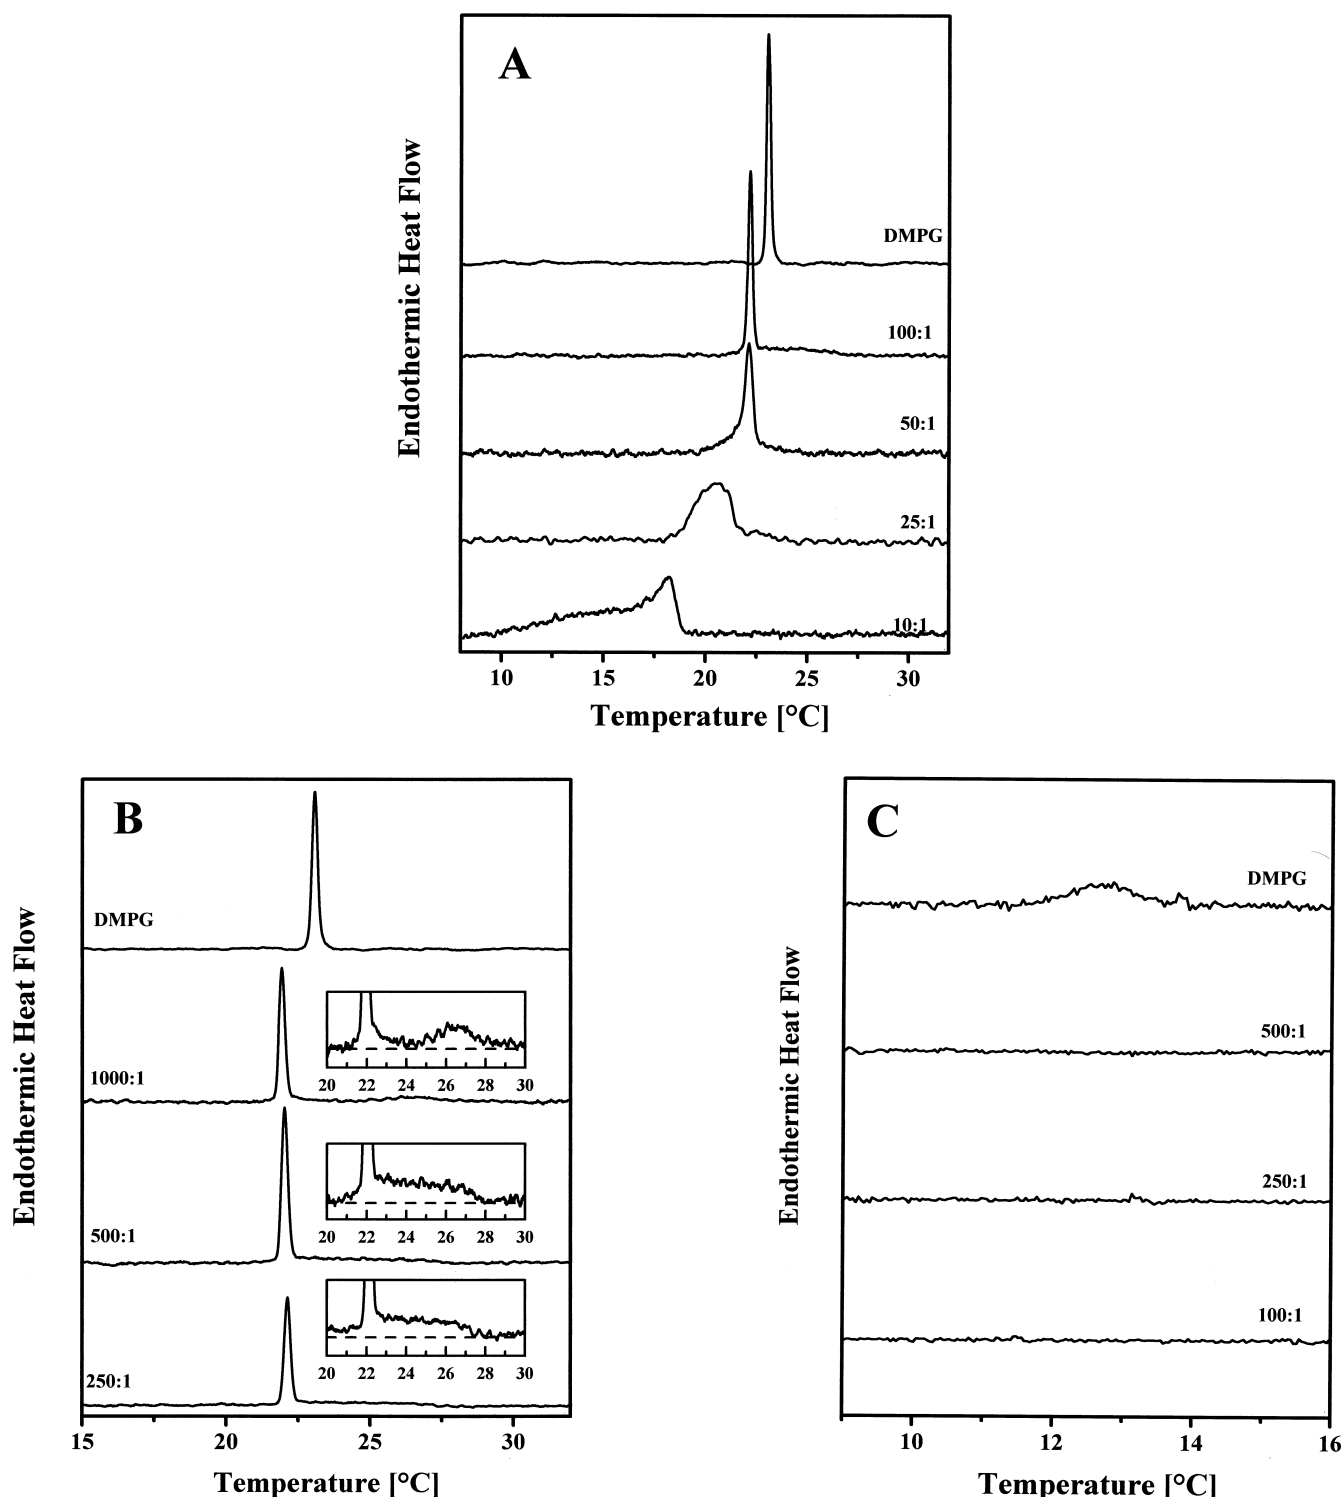 A
Endothermic Heat Flow
DMPG
100:1
50:1
25:1
10:1
10 15 20 25 30
Temperature [°C]
B
Endothermic Heat Flow
DMPG
1000:1
20 22 24 26 28 30
500:1
20 22 24 26 28 30
250:1
20 22 24 26 28 30
15 20 25 30
Temperature [°C]
C
Endothermic Heat Flow
DMPG
500:1
250:1
100:1
10 12 14 16
Temperature [°C]